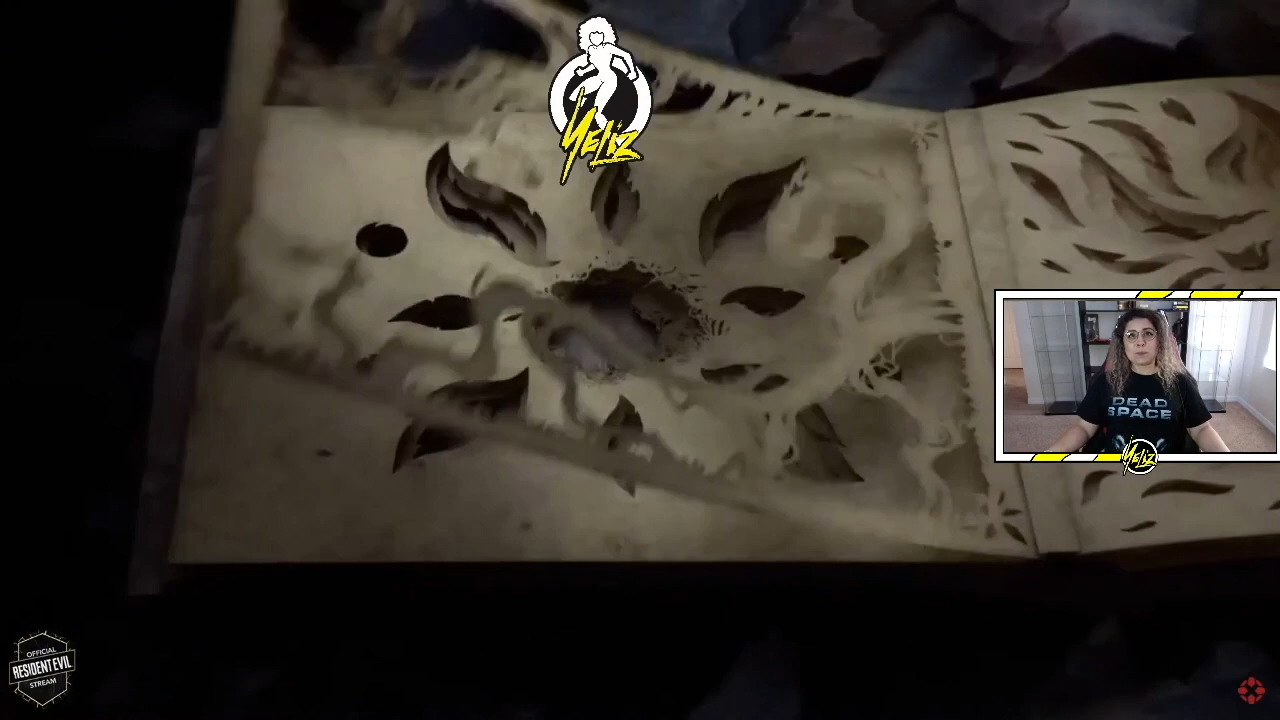 YELiZ
DEAD
SPACE
YELiZ
OFFICIAL
RESIDENT EVIL
STREAM